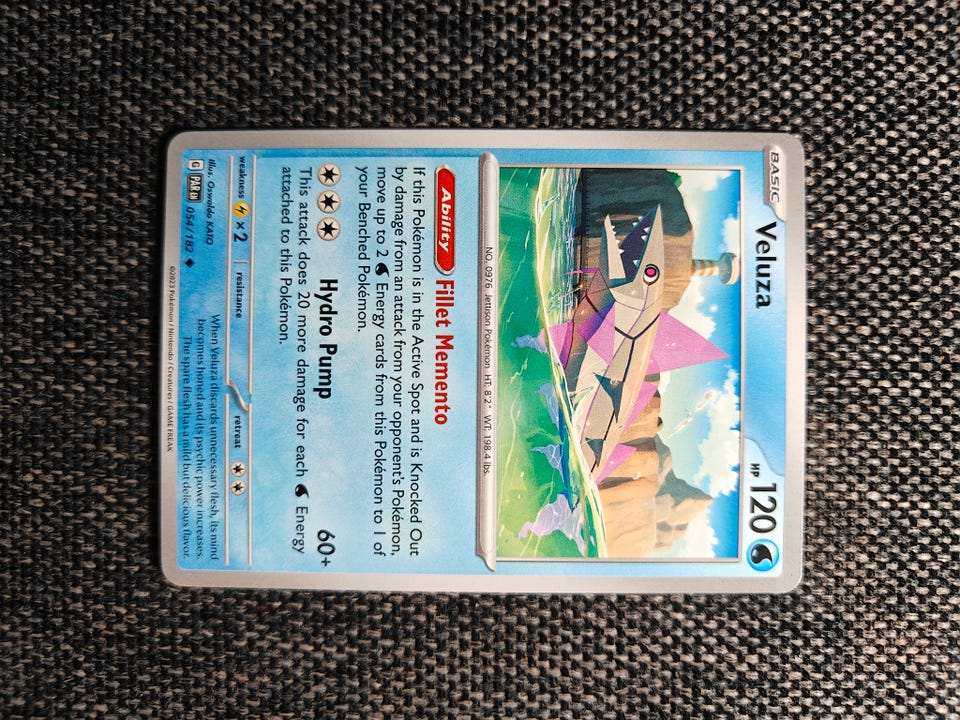 BASIC
Veluza
HP 120
NO. 0976 Jettison Pokémon HT: 8'2" WT: 198.4 lbs.
Ability Fillet Memento
If this Pokémon is in the Active Spot and is Knocked Out
by damage from an attack from your opponent's Pokémon,
move up to 2 Energy cards from this Pokémon to 1 of
your Benched Pokémon.
Hydro Pump 60+
This attack does 20 more damage for each Energy
attached to this Pokémon.
weakness ×2 resistance retreat
When Veluza discards unnecessary flesh, its mind
becomes honed and its psychic power increases.
The spare flesh has a mild but delicious flavor.
Illus. Oswaldo KATO
G PAR EN 054/182
©2023 Pokémon / Nintendo / Creatures / GAME FREAK